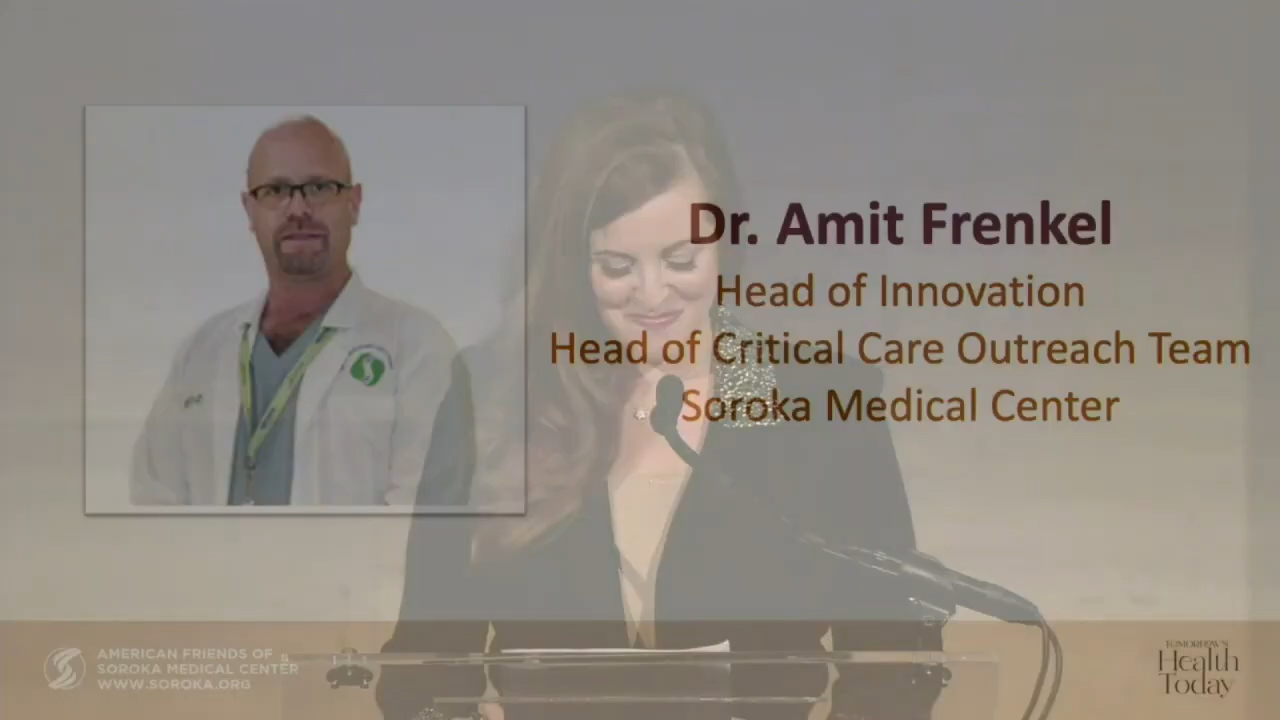 Dr. Amit Frenkel
Head of Innovation
Head of Critical Care Outreach Team
Soroka Medical Center
AMERICAN FRIENDS OF
SOROKA MEDICAL CENTER
WWW.SOROKA.ORG
TOMORROW'S
Health
Today